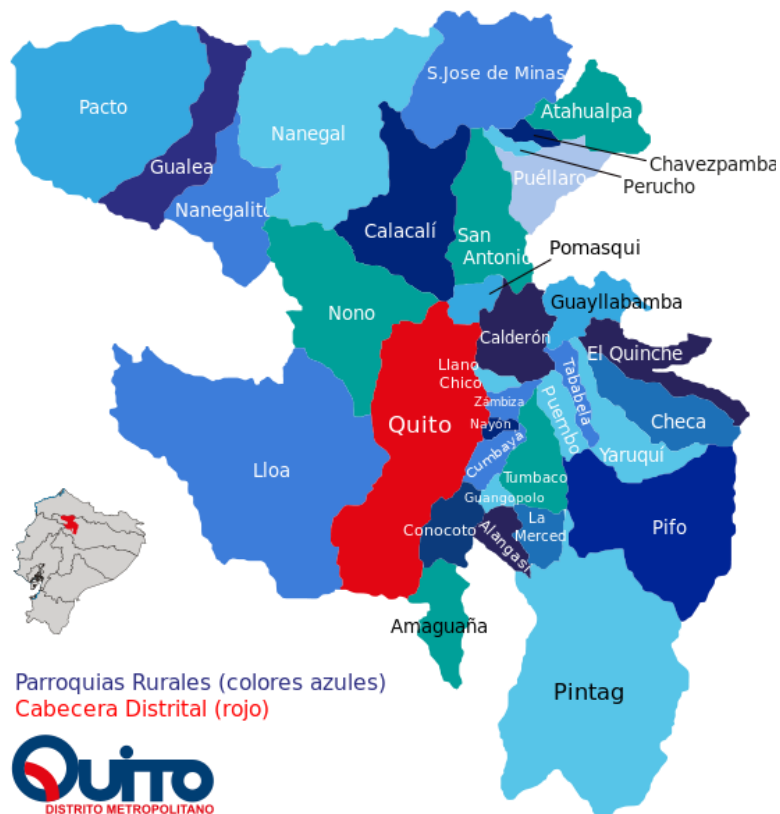 S.Jose de Minas
Pacto
Atahualpa
Nanegal
Gualea
Chavezpamba
Puéllaro
Perucho
Nanegalito
Calacalí
San
Antonio
Pomasqui
Guayllabamba
Nono
Calderón
El Quinche
Llano
Chico
Tababela
Zámbiza
Puembo
Checa
Quito
Nayón
Cumbaya
Yaruquí
Lloa
Tumbaco
Guangopolo
La
Merced
Pifo
Conocoto
Alangasí
Amaguaña
Pintag
Parroquias Rurales (colores azules)
Cabecera Distrital (rojo)
QUITO
DISTRITO METROPOLITANO